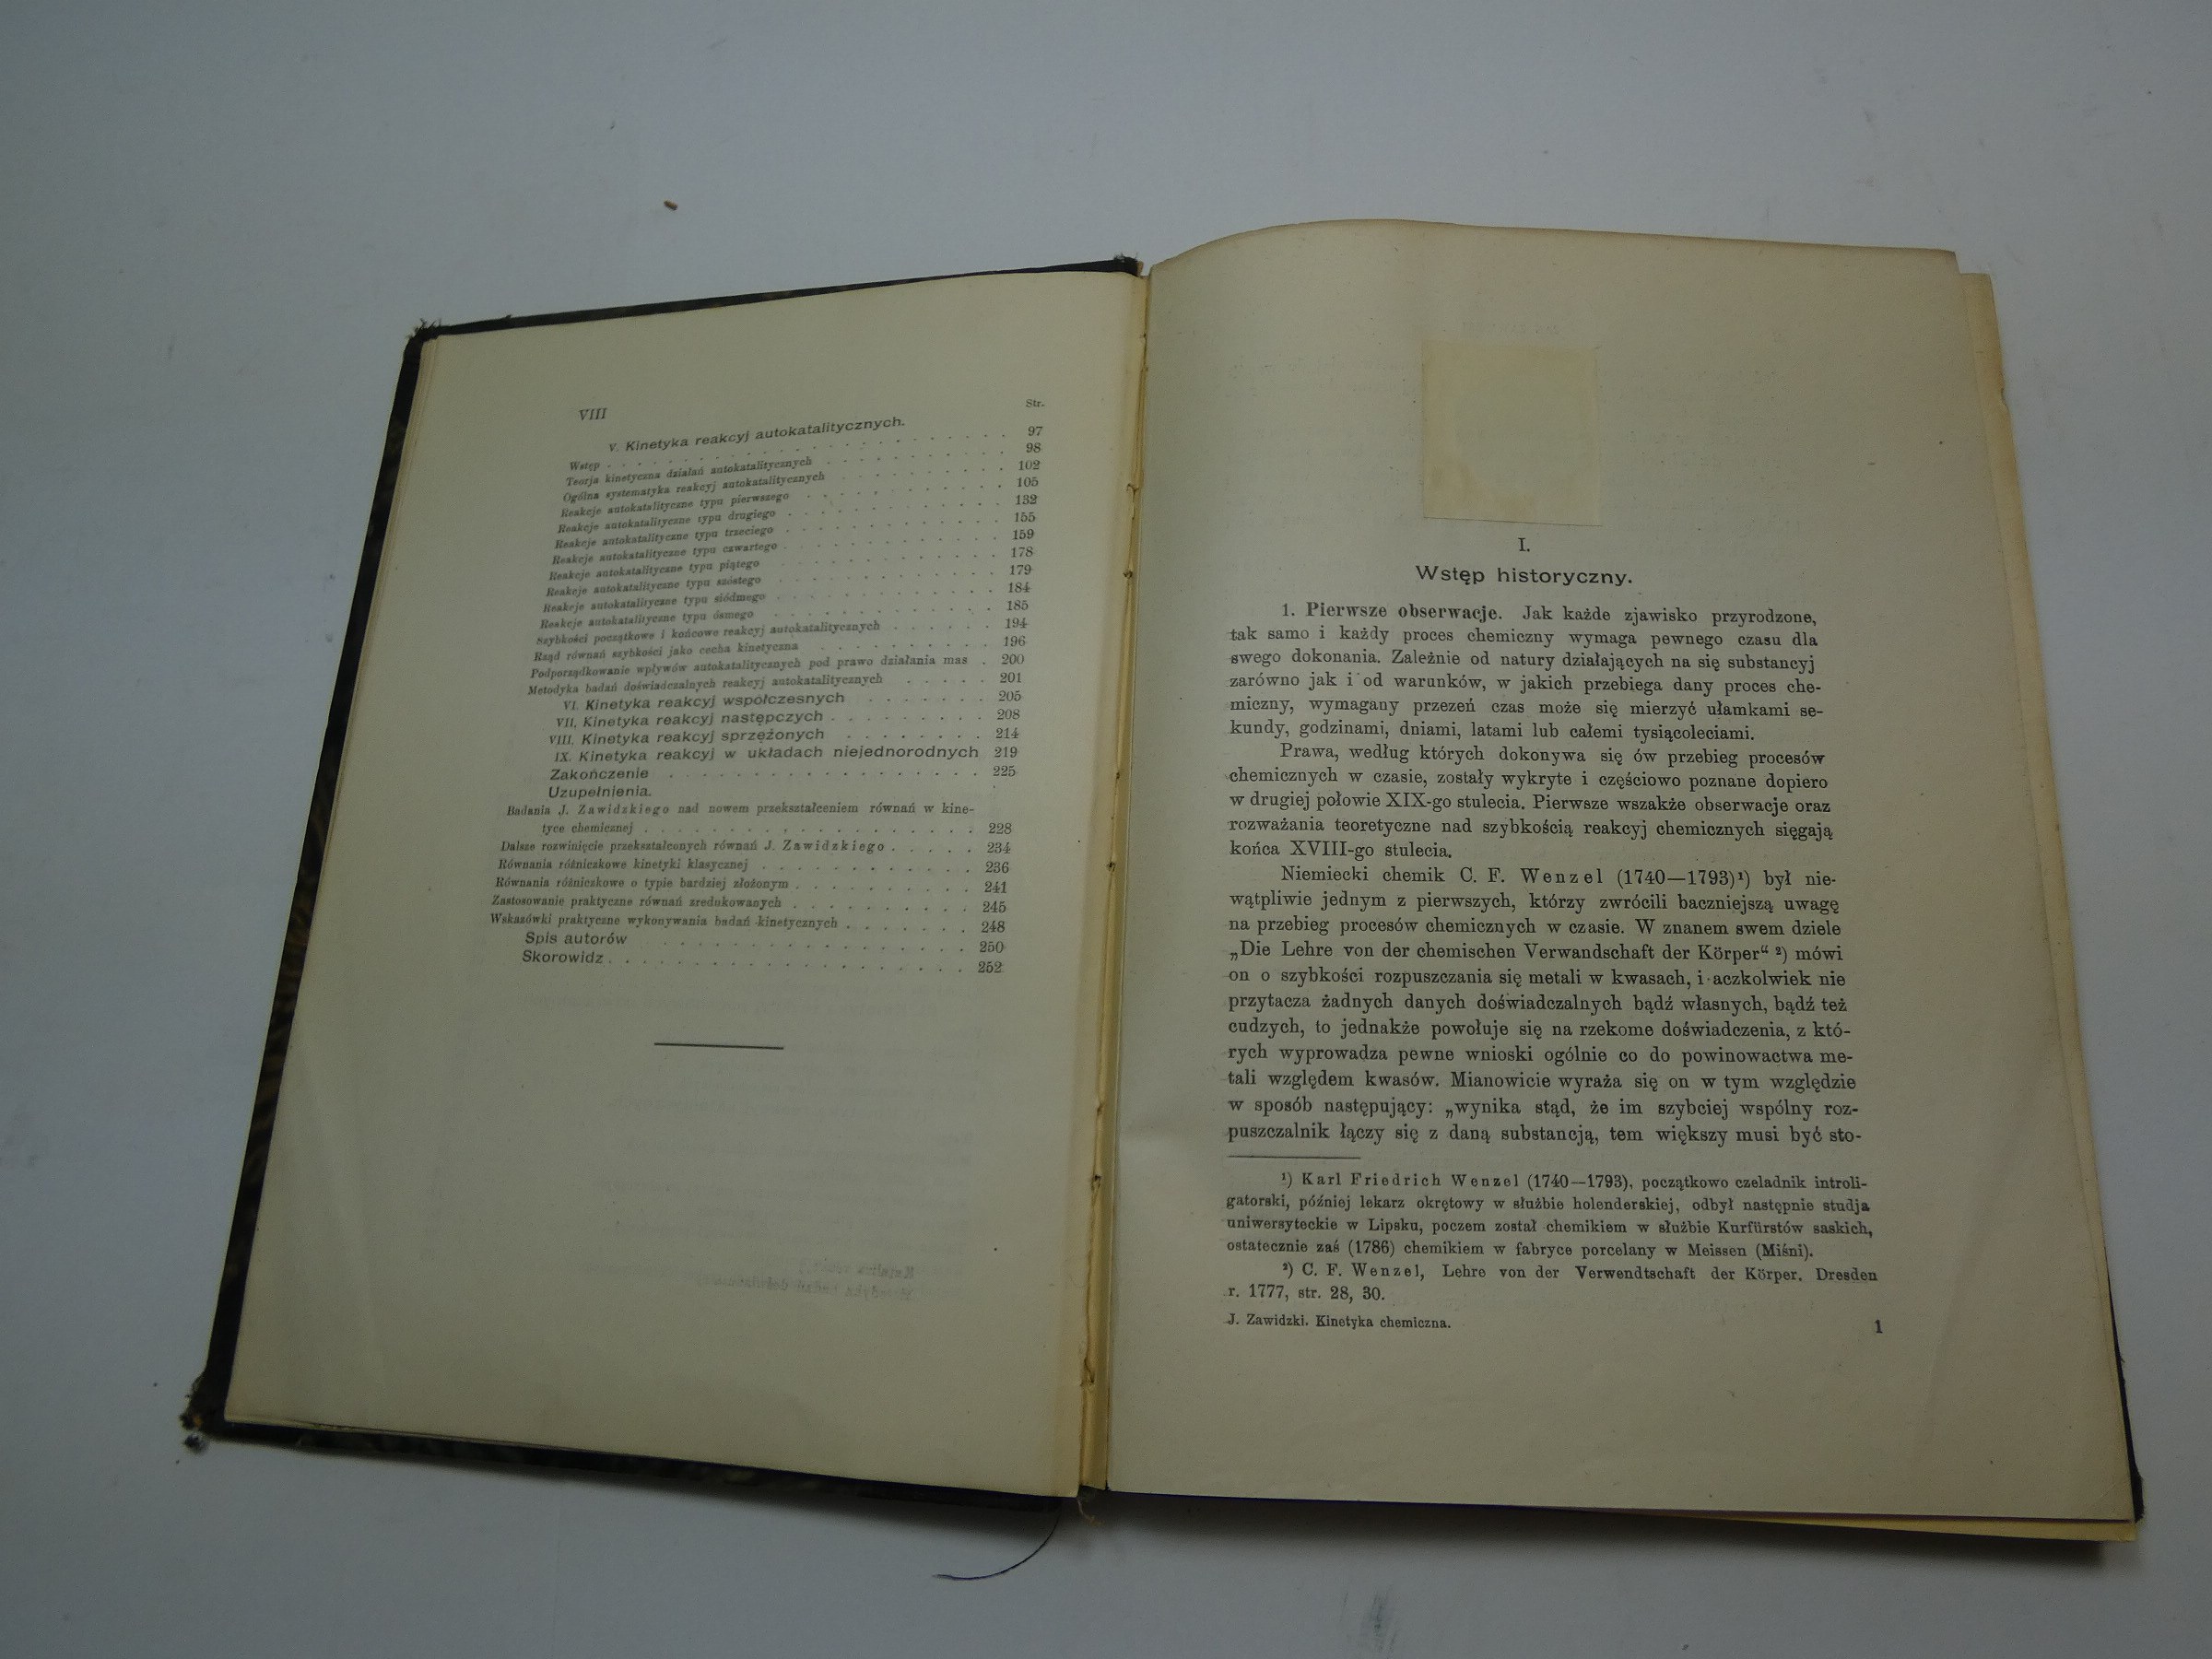 VIII
Str.
V. Kinetyka reakcyj autokatalitycznych.
Wstęp . . . . . 97
Teorja kinetyczna działań autokatalitycznych . . . . . 98
Ogólna systematyka reakcyj autokatalitycznych . . . . . 102
Reakcje autokatalityczne typu pierwszego . . . . . 105
Reakcje autokatalityczne typu drugiego . . . . . 132
Reakcje autokatalityczne typu trzeciego . . . . . 155
Reakcje autokatalityczne typu czwartego . . . . . 159
Reakcje autokatalityczne typu piątego . . . . . 178
Reakcje autokatalityczne typu szóstego . . . . . 179
Reakcje autokatalityczne typu siódmego . . . . . 184
Reakcje autokatalityczne typu ósmego . . . . . 185
Szybkości początkowe i końcowe reakcyj autokatalitycznych . . . . . 194
Rząd równań szybkości jako cecha kinetyczna . . . . . 196
Podporządkowanie wpływów autokatalitycznych pod prawo działania mas . 200
Metodyka badań doświadczalnych reakcyj autokatalitycznych . . . . . 201
VI. Kinetyka reakcyj współczesnych . . . . . 205
VII. Kinetyka reakcyj następczych . . . . . 208
VIII. Kinetyka reakcyj sprzężonych . . . . . 214
IX. Kinetyka reakcyj w układach niejednorodnych 219
Zakończenie . . . . . 225
Uzupełnienia.
Badania J. Zawidzkiego nad nowem przekształceniem równań w kine-
tyce chemicznej . . . . . 228
Dalsze rozwinięcie przekształconych równań J. Zawidzkiego . . . . . 234
Równania różniczkowe kinetyki klasycznej . . . . . 236
Równania różniczkowe o typie bardziej złożonym . . . . . 241
Zastosowanie praktyczne równań zredukowanych . . . . . 245
Wskazówki praktyczne wykonywania badań kinetycznych . . . . . 248
Spis autorów . . . . . 250
Skorowidz . . . . . 252
I.
Wstęp historyczny.
1. Pierwsze obserwacje. Jak każde zjawisko przyrodzone,
tak samo i każdy proces chemiczny wymaga pewnego czasu dla
swego dokonania. Zależnie od natury działających na się substancyj
zarówno jak i od warunków, w jakich przebiega dany proces che-
miczny, wymagany przezeń czas może się mierzyć ułamkami se-
kundy, godzinami, dniami, latami lub całemi tysiącoleciami.
Prawa, według których dokonywa się ów przebieg procesów
chemicznych w czasie, zostały wykryte i częściowo poznane dopiero
w drugiej połowie XIX-go stulecia. Pierwsze wszakże obserwacje oraz
rozważania teoretyczne nad szybkością reakcyj chemicznych sięgają
końca XVIII-go stulecia.
Niemiecki chemik C. F. Wenzel (1740—1793)¹) był nie-
wątpliwie jednym z pierwszych, którzy zwrócili baczniejszą uwagę
na przebieg procesów chemicznych w czasie. W znanem swem dziele
„Die Lehre von der chemischen Verwandschaft der Körper“ ²) mówi
on o szybkości rozpuszczania się metali w kwasach, i aczkolwiek nie
przytacza żadnych danych doświadczalnych bądź własnych, bądź też
cudzych, to jednakże powołuje się na rzekome doświadczenia, z któ-
rych wyprowadza pewne wnioski ogólnie co do powinowactwa me-
tali względem kwasów. Mianowicie wyraża się on w tym względzie
w sposób następujący: „wynika stąd, że im szybciej wspólny roz-
puszczalnik łączy się z daną substancją, tem większy musi być sto-
¹) Karl Friedrich Wenzel (1740—1793), początkowo czeladnik introli-
gatorski, później lekarz okrętowy w służbie holenderskiej, odbył następnie studja
uniwersyteckie w Lipsku, poczem został chemikiem w służbie Kurfürstów saskich,
ostatecznie zaś (1786) chemikiem w fabryce porcelany w Meissen (Miśni).
²) C. F. Wenzel, Lehre von der Verwendtschaft der Körper. Dresden
r. 1777, str. 28, 30.
J. Zawidzki. Kinetyka chemiczna.
1